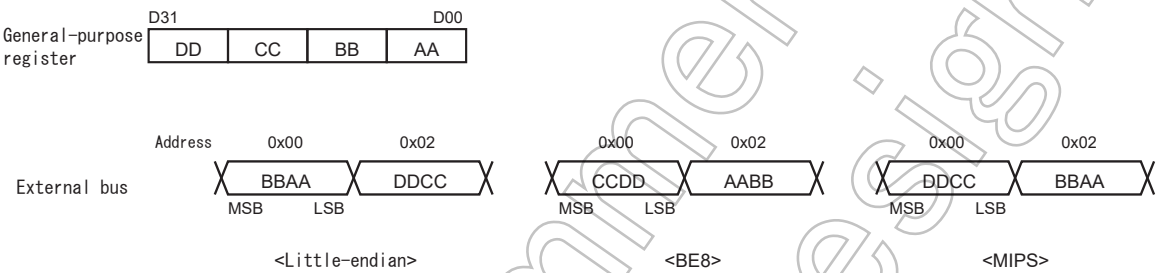 D31 D00
General-purpose register
DD CC BB AA
Address 0x00 0x02 0x00 0x02 0x00 0x02
External bus BBAA DDCC CCDD AABB DDCC BBAA
MSB LSB MSB LSB MSB LSB
<Little-endian> <BE8> <MIPS>